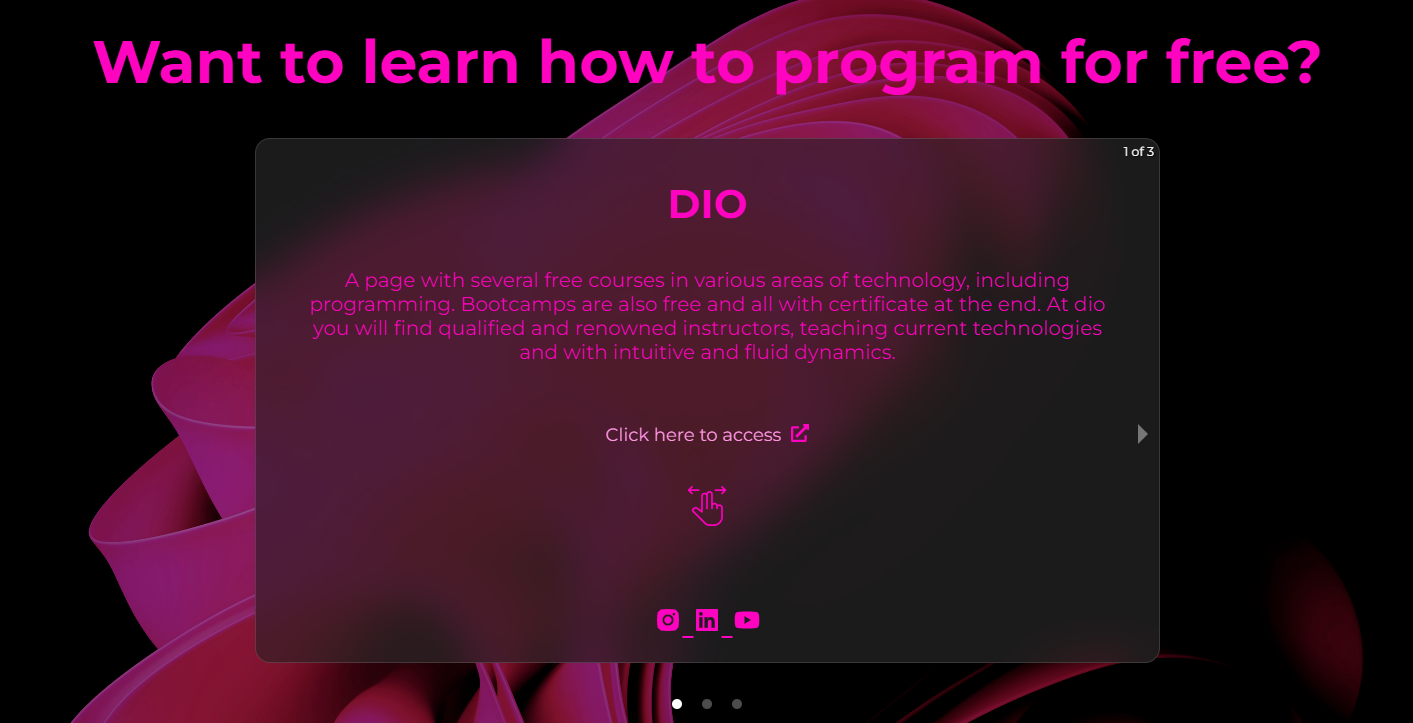 Want to learn how to program for free?
1 of 3
DIO
A page with several free courses in various areas of technology, including
programming. Bootcamps are also free and all with certificate at the end. At dio
you will find qualified and renowned instructors, teaching current technologies
and with intuitive and fluid dynamics.
Click here to access